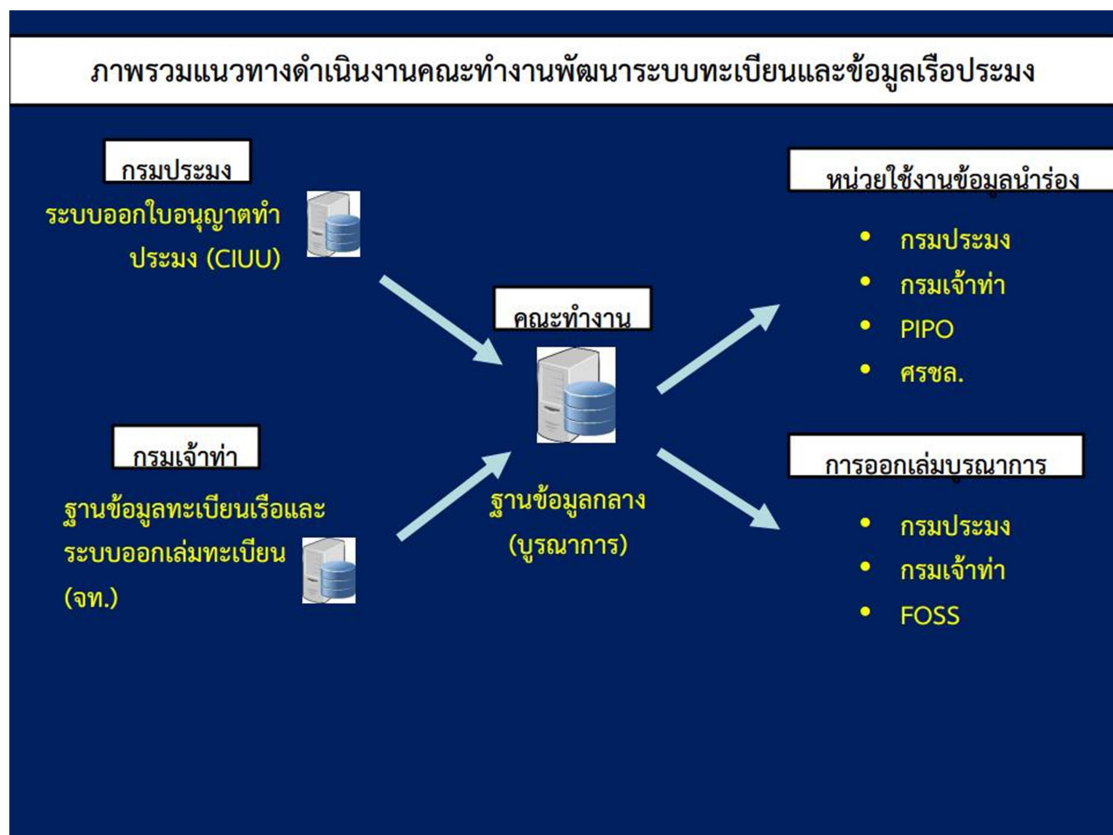 ภาพรวมแนวทางดำเนินงานคณะทำงานพัฒนาระบบทะเบียนและข้อมูลเรือประมง
กรมประมง
ระบบออกใบอนุญาตทำ
ประมง (CIUU)
กรมเจ้าท่า
ฐานข้อมูลทะเบียนเรือและ
ระบบออกเล่มทะเบียน
(จท.)
คณะทำงาน
ฐานข้อมูลกลาง
(บูรณาการ)
หน่วยใช้งานข้อมูลนำร่อง
• กรมประมง
• กรมเจ้าท่า
• PIPO
• ศรชล.
การออกเล่มบูรณาการ
• กรมประมง
• กรมเจ้าท่า
• FOSS